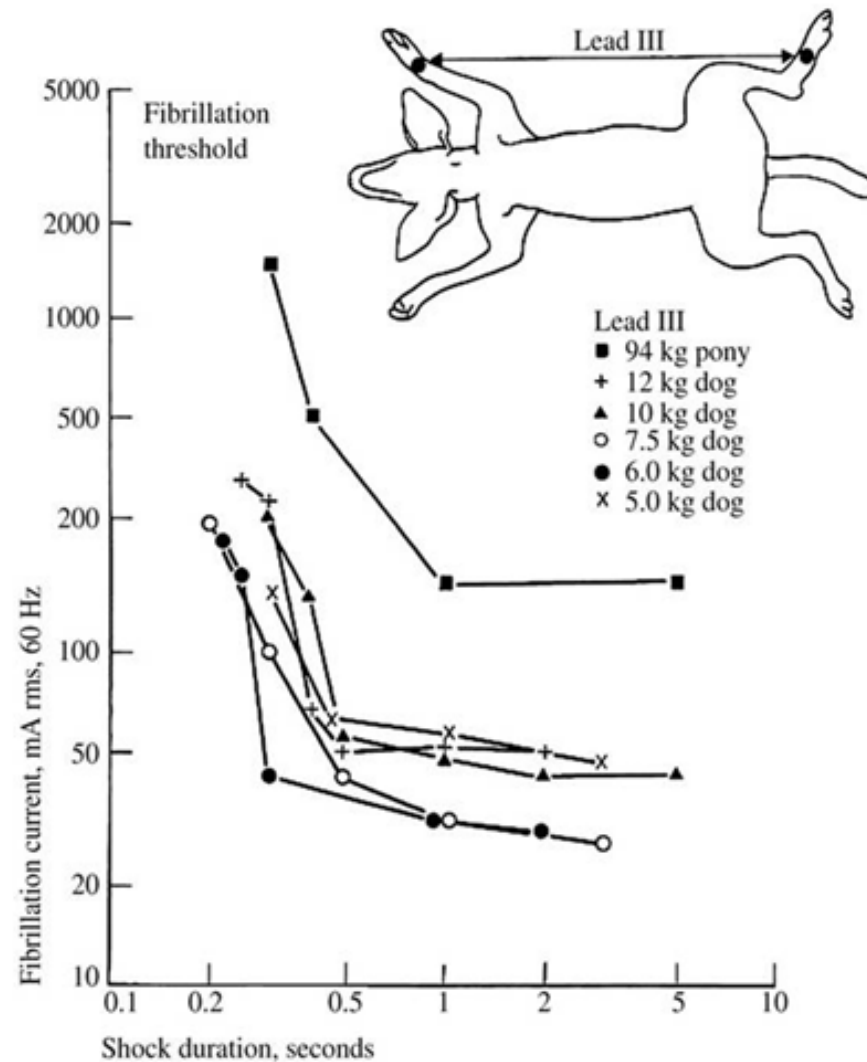 Lead III
Fibrillation
threshold
5000
2000
1000
500
200
100
50
20
10
Fibrillation current, mA rms, 60 Hz
Lead III
94 kg pony
12 kg dog
10 kg dog
7.5 kg dog
6.0 kg dog
5.0 kg dog
0.1 0.2 0.5 1 2 5 10
Shock duration, seconds